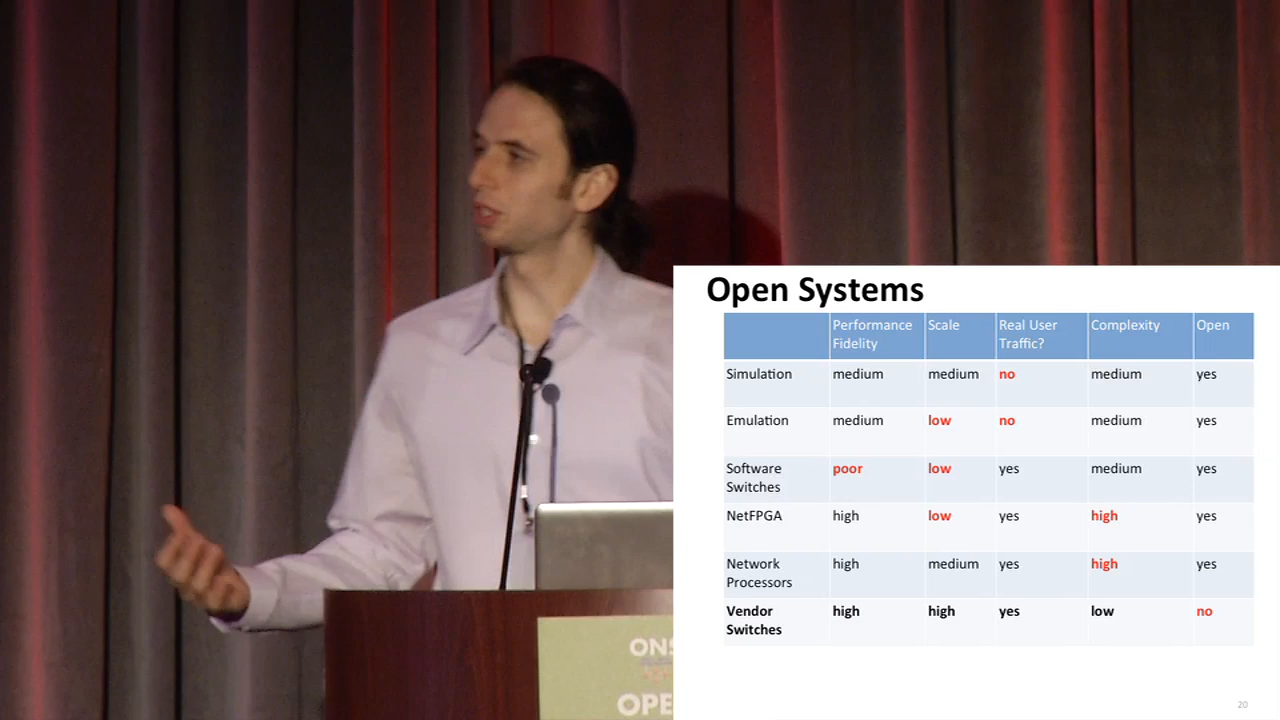 Open Systems
Performance Fidelity Scale Real User Traffic? Complexity Open
Simulation medium medium no medium yes
Emulation medium low no medium yes
Software Switches poor low yes medium yes
NetFPGA high low yes high yes
Network Processors high medium yes high yes
Vendor Switches high high yes low no
20
ONS
OPE